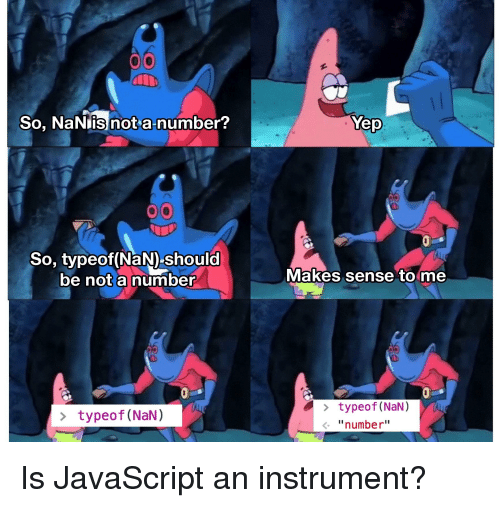 So, NaN is not a number?
Yep
So, typeof(NaN) should
be not a number
Makes sense to me
> typeof(NaN)
> typeof(NaN)
< "number"
Is JavaScript an instrument?